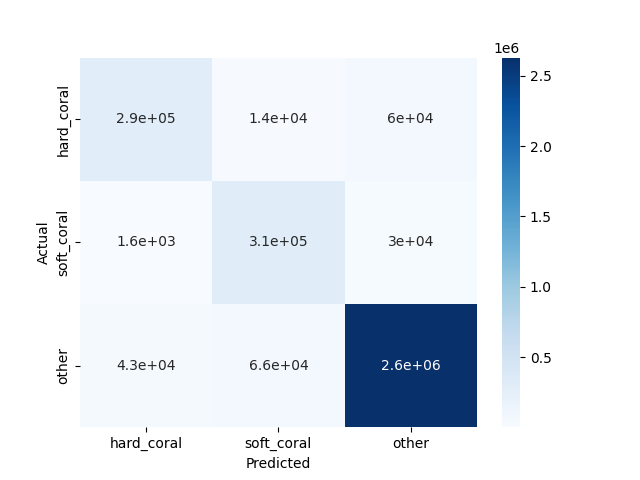 1e6
hard_coral
2.9e+05
1.4e+04
6e+04
2.5
2.0
Actual
soft_coral
1.6e+03
3.1e+05
3e+04
1.5
1.0
other
4.3e+04
6.6e+04
2.6e+06
0.5
hard_coral
soft_coral
other
Predicted